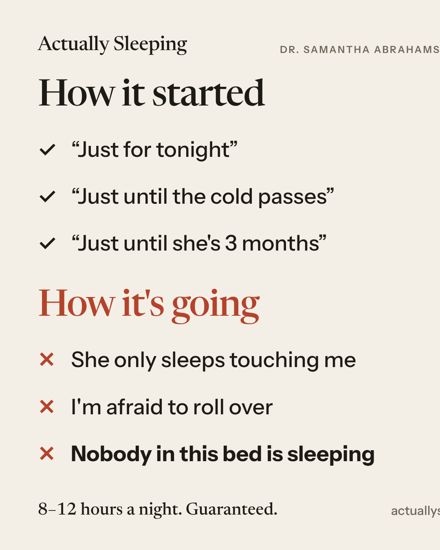 Actually Sleeping
DR. SAMANTHA ABRAHAMS
How it started
✓ “Just for tonight”
✓ “Just until the cold passes”
✓ “Just until she's 3 months”
How it's going
✕ She only sleeps touching me
✕ I'm afraid to roll over
✕ Nobody in this bed is sleeping
8–12 hours a night. Guaranteed.
actuallys